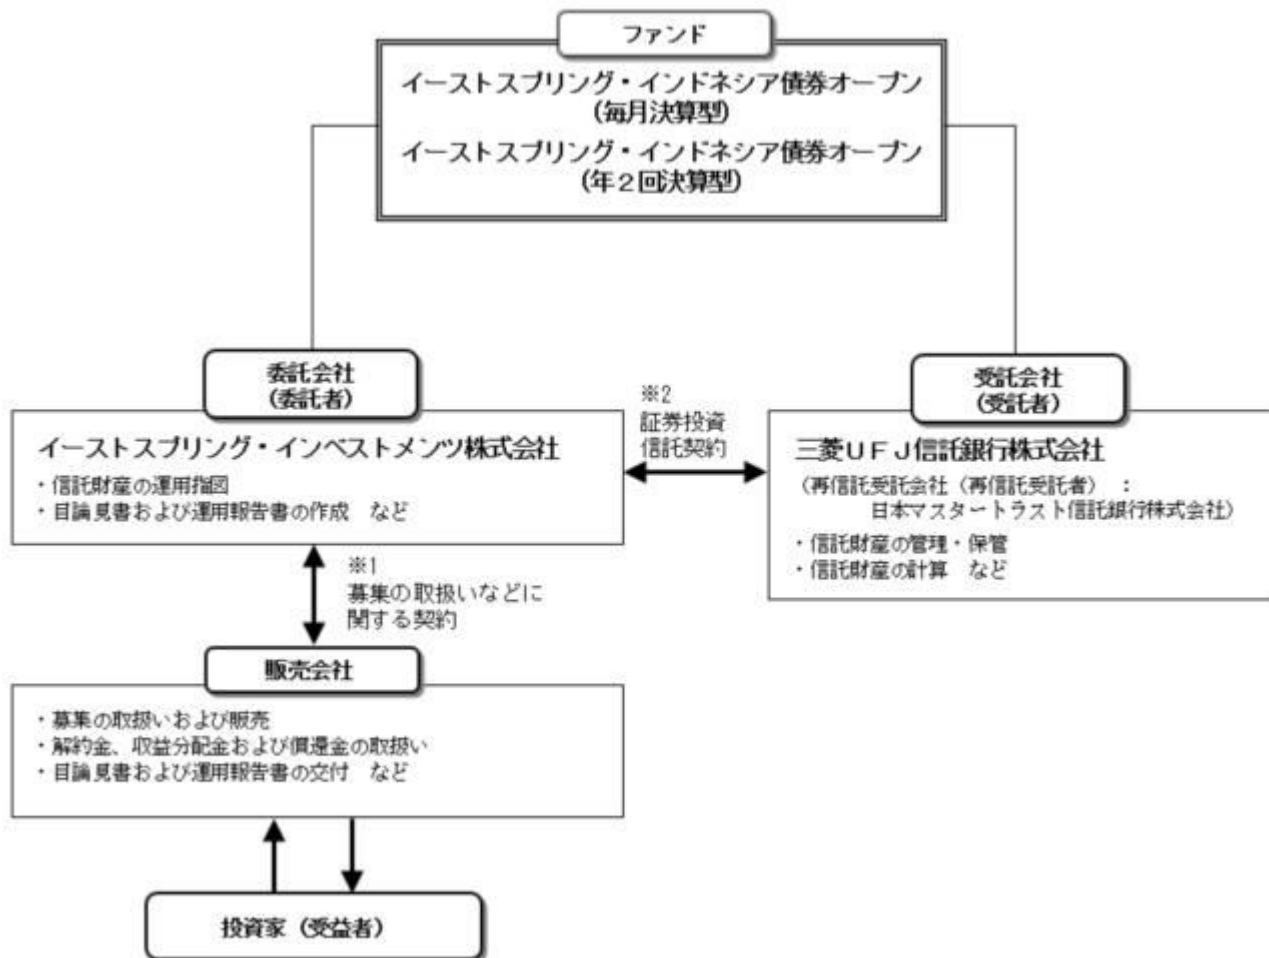 ファンド
イーストスプリング・インドネシア債券オープン
(毎月決算型)
イーストスプリング・インドネシア債券オープン
(年２回決算型)
委託会社
(委託者)
イーストスプリング・インベストメンツ株式会社
・信託財産の運用指図
・目論見書および運用報告書の作成　など
※2
証券投資
信託契約
受託会社
(受託者)
三菱ＵＦＪ信託銀行株式会社
（再信託受託会社（再信託受託者）　：
日本マスタートラスト信託銀行株式会社）
・信託財産の管理・保管
・信託財産の計算　など
※1
募集の取扱いなどに
関する契約
販売会社
・募集の取扱いおよび販売
・解約金、収益分配金および償還金の取扱い
・目論見書および運用報告書の交付　など
投資家（受益者）